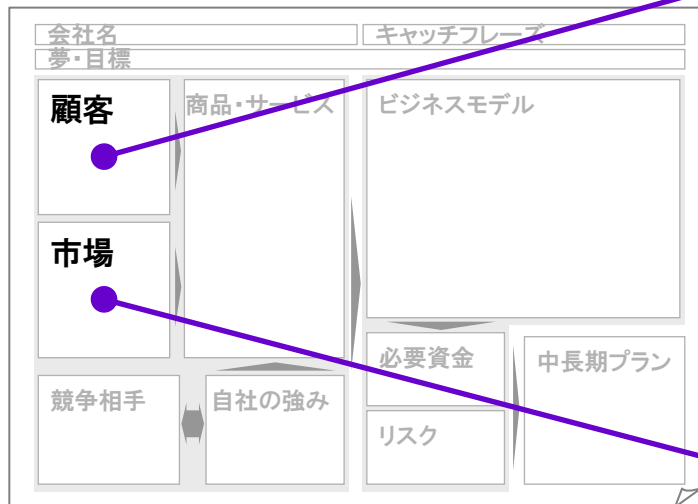 会社名
キャッチフレーズ
夢・目標
顧客
商品・サービス
ビジネスモデル
市場
必要資金
中長期プラン
競争相手
自社の強み
リスク